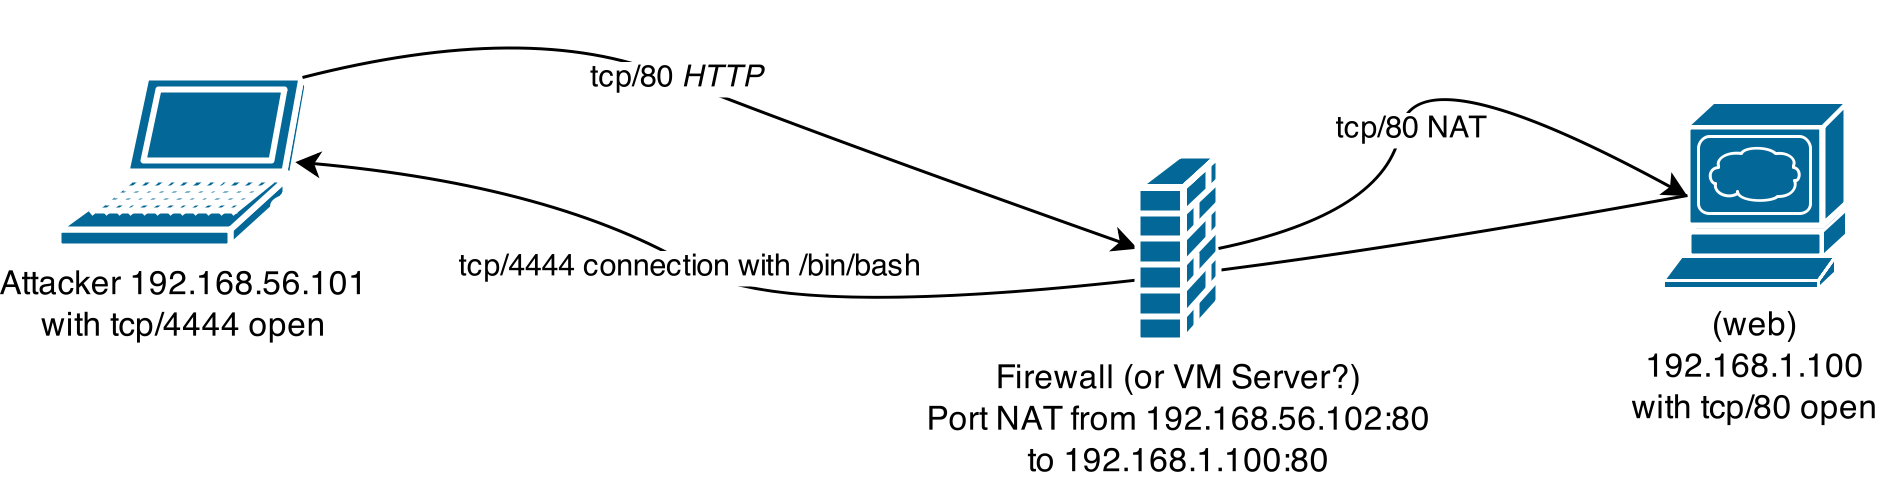 tcp/80 HTTP
tcp/80 NAT
tcp/4444 connection with /bin/bash
Attacker 192.168.56.101
with tcp/4444 open
Firewall (or VM Server?)
Port NAT from 192.168.56.102:80
to 192.168.1.100:80
(web)
192.168.1.100
with tcp/80 open